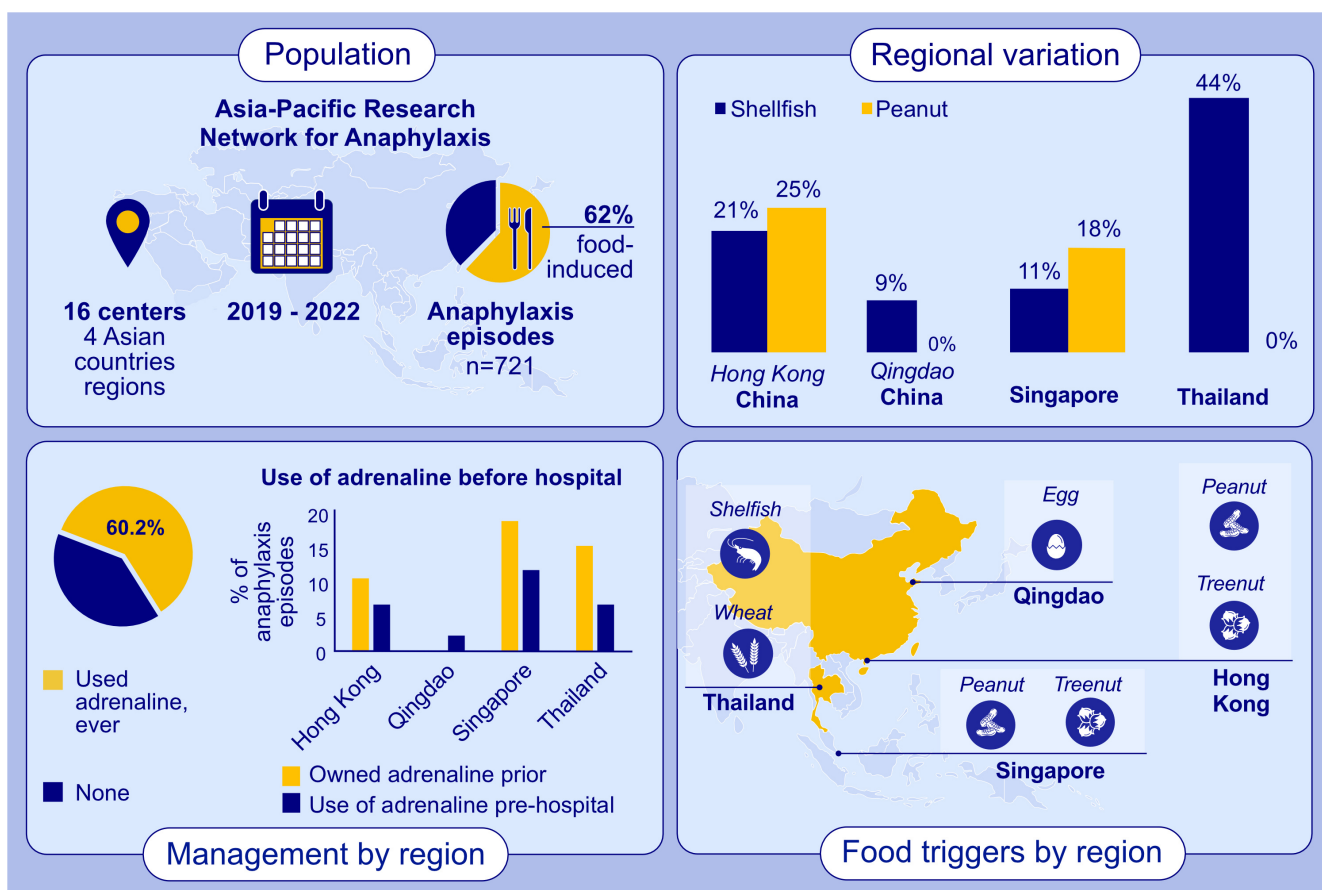 Population
Asia-Pacific Research
Network for Anaphylaxis
62%
food-
induced
16 centers
4 Asian
countries
regions
2019 - 2022
Anaphylaxis
episodes
n=721
Regional variation
Shellfish
Peanut
21%
25%
9%
0%
11%
18%
44%
0%
Hong Kong
China
Qingdao
China
Singapore
Thailand
60.2%
Used
adrenaline,
ever
None
Use of adrenaline before hospital
% of
anaphylaxis
episodes
20
15
10
5
0
Hong Kong
Qingdao
Singapore
Thailand
Owned adrenaline prior
Use of adrenaline pre-hospital
Management by region
Shelfish
Wheat
Thailand
Egg
Qingdao
Peanut
Treenut
Hong
Kong
Peanut
Treenut
Singapore
Food triggers by region